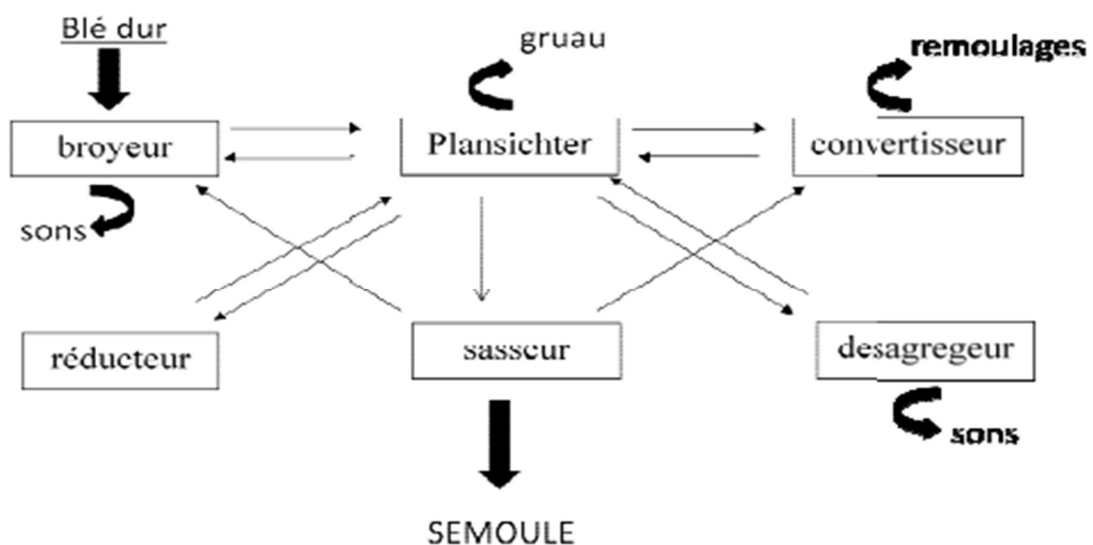 Blé dur
gruau
remoulages
broyeur
Plansichter
convertisseur
sons
réducteur
sasseur
desagregeur
sons
SEMOULE